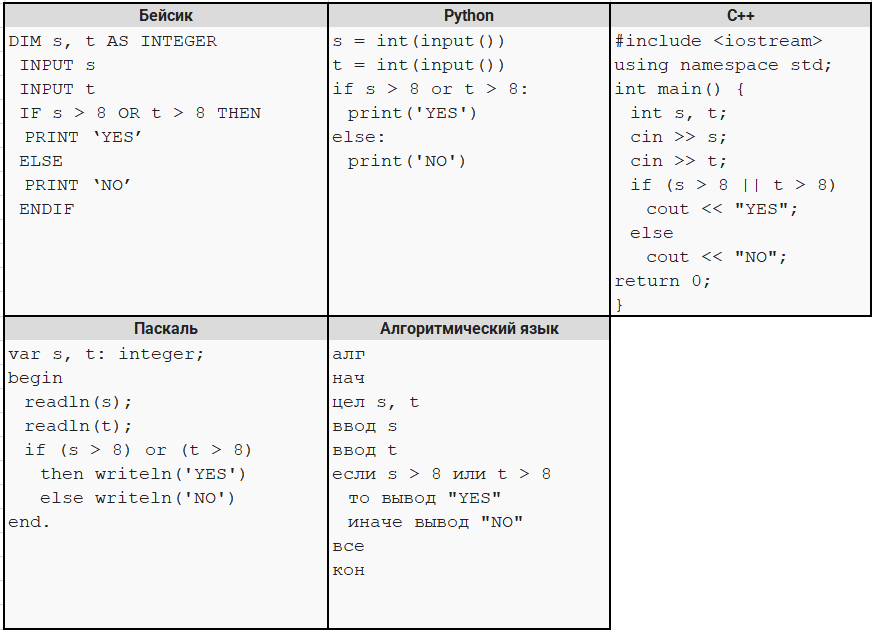 Бейсик
DIM s, t AS INTEGER
INPUT s
INPUT t
IF s > 8 OR t > 8 THEN
PRINT ‘YES’
ELSE
PRINT ‘NO’
ENDIF
Python
s = int(input())
t = int(input())
if s > 8 or t > 8:
print('YES')
else:
print('NO')
C++
#include <iostream>
using namespace std;
int main() {
int s, t;
cin >> s;
cin >> t;
if (s > 8 || t > 8)
cout << "YES";
else
cout << "NO";
return 0;
}
Паскаль
var s, t: integer;
begin
readln(s);
readln(t);
if (s > 8) or (t > 8)
then writeln('YES')
else writeln('NO')
end.
Алгоритмический язык
алг
нач
цел s, t
ввод s
ввод t
если s > 8 или t > 8
то вывод "YES"
иначе вывод "NO"
все
кон